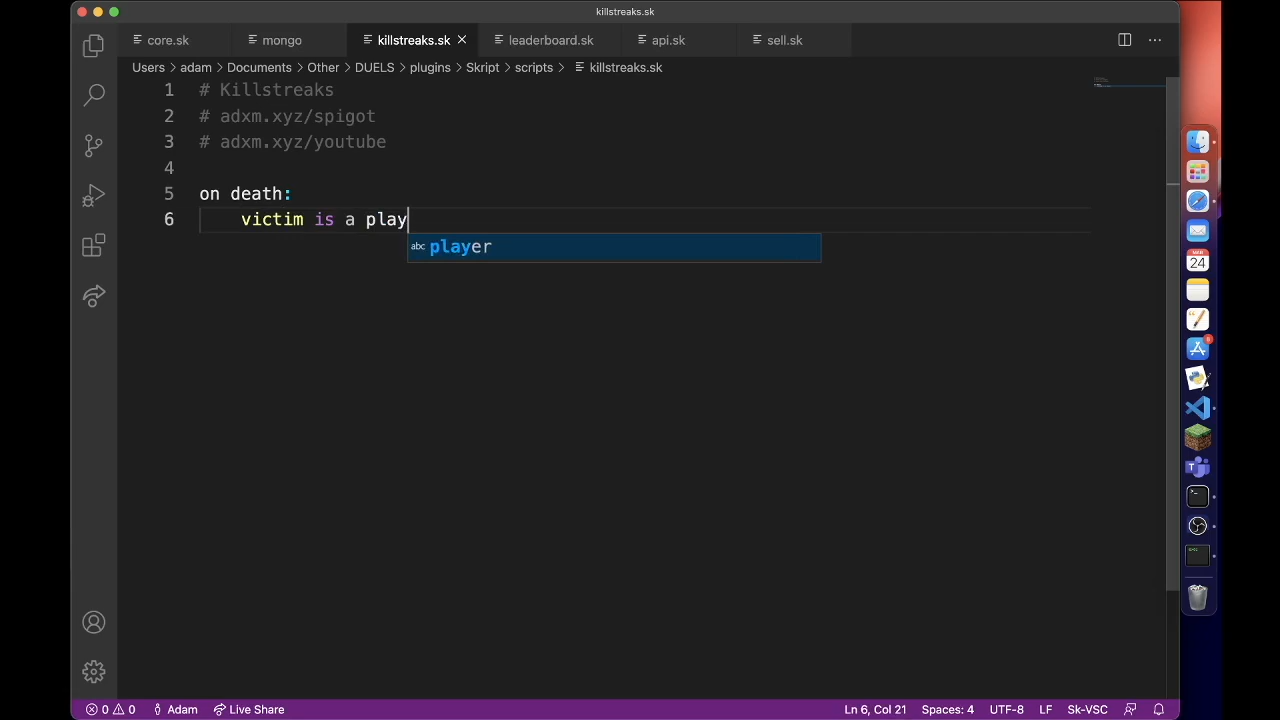 killstreaks.sk
core.sk
mongo
killstreaks.sk
leaderboard.sk
api.sk
sell.sk
Users > adam > Documents > Other > DUELS > plugins > Skript > scripts > killstreaks.sk
1 # Killstreaks
2 # adxm.xyz/spigot
3 # adxm.xyz/youtube
4
5 on death:
6 victim is a play
abc player
MAR
24
8
0 0 Adam Live Share Ln 6, Col 21 Spaces: 4 UTF-8 LF Sk-VSC